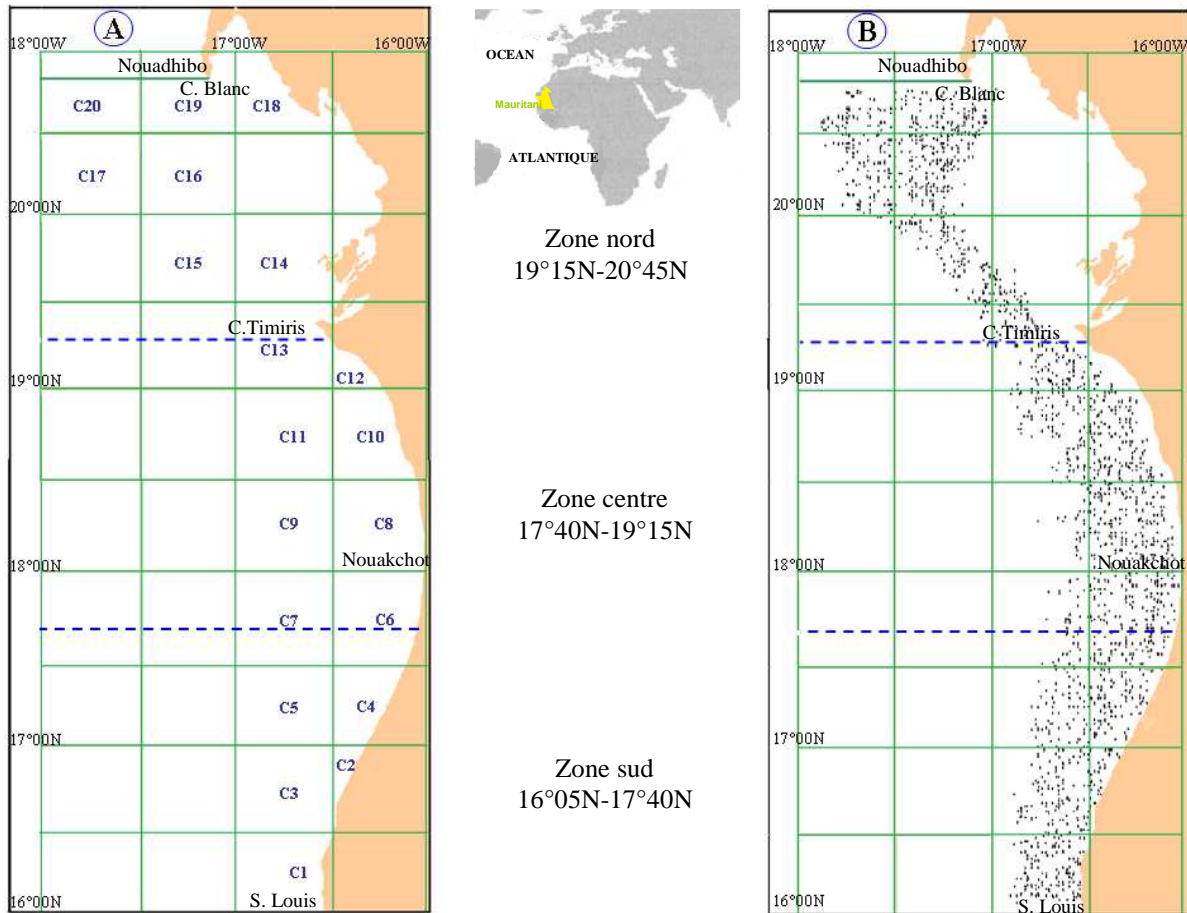 A
18°00W
17°00W
16°00W
Nouadhibo
C. Blanc
C20
C19
C18
C17
C16
20°00N
C15
C14
C.Timiris
C13
C12
19°00N
C11
C10
C9
C8
Nouakchot
18°00N
C7
C6
C5
C4
17°00N
C2
C3
C1
S. Louis
16°00N
OCEAN
Mauritani
ATLANTIQUE
Zone nord
19°15N-20°45N
Zone centre
17°40N-19°15N
Zone sud
16°05N-17°40N
B
18°00W
17°00W
16°00W
Nouadhibo
C. Blanc
20°00N
C Timiris
19°00N
Nouakchot
18°00N
17°00N
16°00N
S. Louis